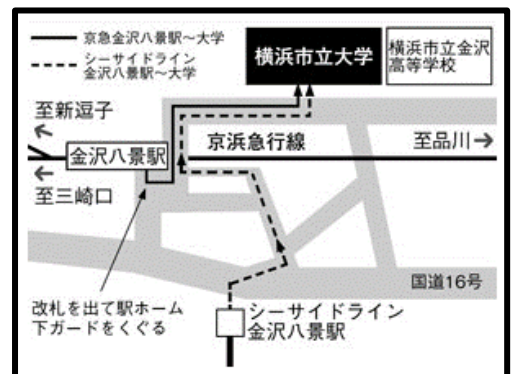 京急金沢八景駅～大学
シーサイドライン
金沢八景駅～大学
横浜市立大学
横浜市立金沢
高等学校
至新逗子
金沢八景駅
京浜急行線
至品川→
至三崎口
国道16号
改札を出て駅ホーム
下ガードをくぐる
シーサイドライン
金沢八景駅